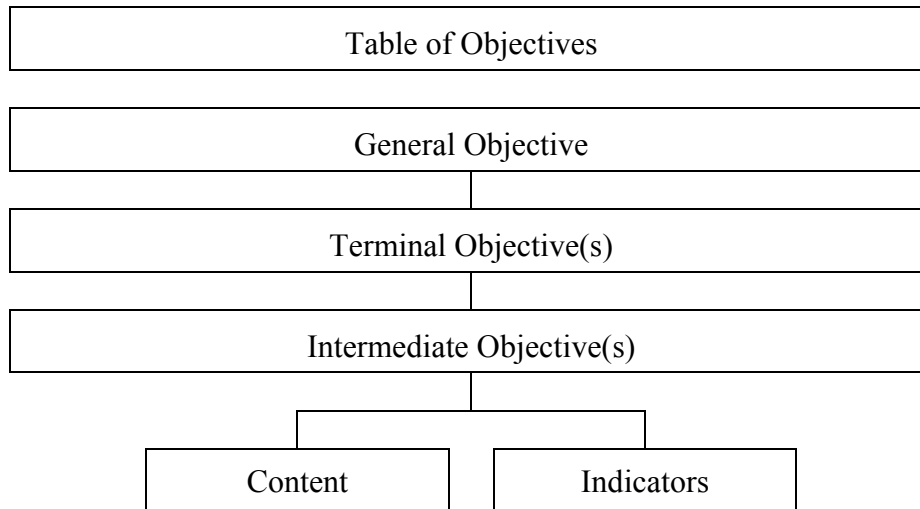 Table of Objectives
General Objective
Terminal Objective(s)
Intermediate Objective(s)
Content
Indicators